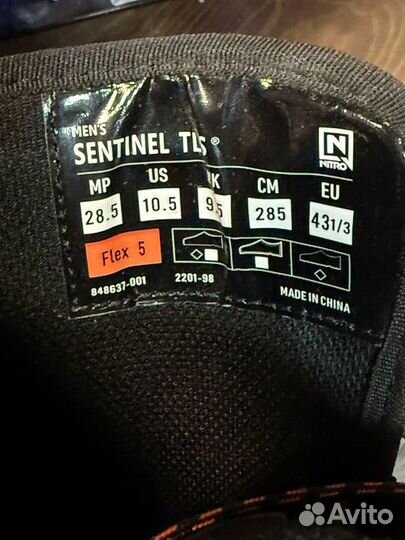 MEN'S
SENTINEL TLS®
N
NITRO
MP US UK CM EU
28.5 10.5 9.5 285 43 1/3
Flex 5
848637-001 2201-98 MADE IN CHINA
Avito